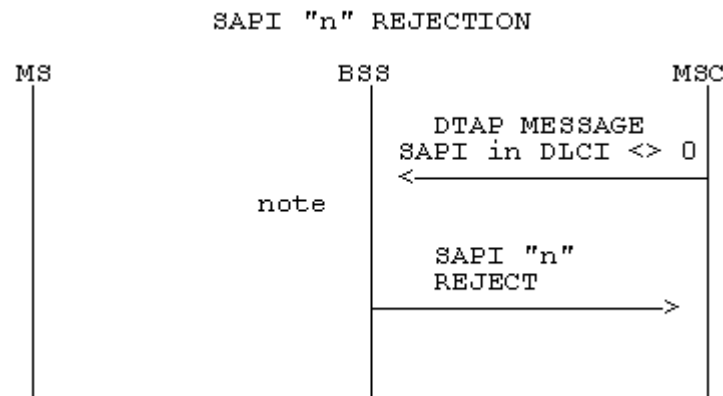 SAPI "n" REJECTION
MS BSS MSC
DTAP MESSAGE
SAPI in DLCI <> 0
note
SAPI "n"
REJECT